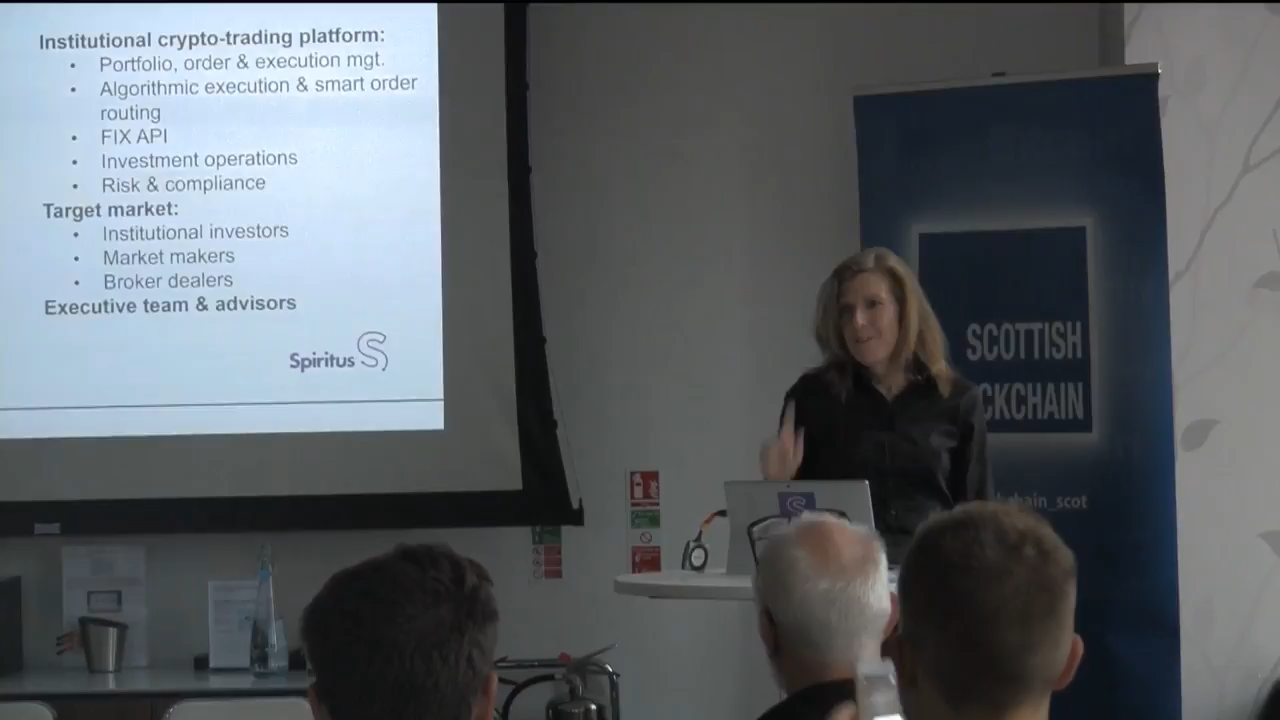 Institutional crypto-trading platform:
• Portfolio, order & execution mgt.
• Algorithmic execution & smart order
routing
• FIX API
• Investment operations
• Risk & compliance
Target market:
• Institutional investors
• Market makers
• Broker dealers
Executive team & advisors
Spiritus S
SCOTTISH
CKCHAIN
chain_scot
S